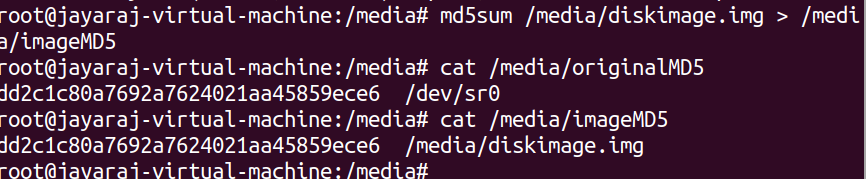 root@jayaraj-virtual-machine:/media# md5sum /media/diskimage.img > /medi
a/imageMD5
root@jayaraj-virtual-machine:/media# cat /media/originalMD5
dd2c1c80a7692a7624021aa45859ece6  /dev/sr0
root@jayaraj-virtual-machine:/media# cat /media/imageMD5
dd2c1c80a7692a7624021aa45859ece6  /media/diskimage.img
root@jayaraj-virtual-machine:/media#